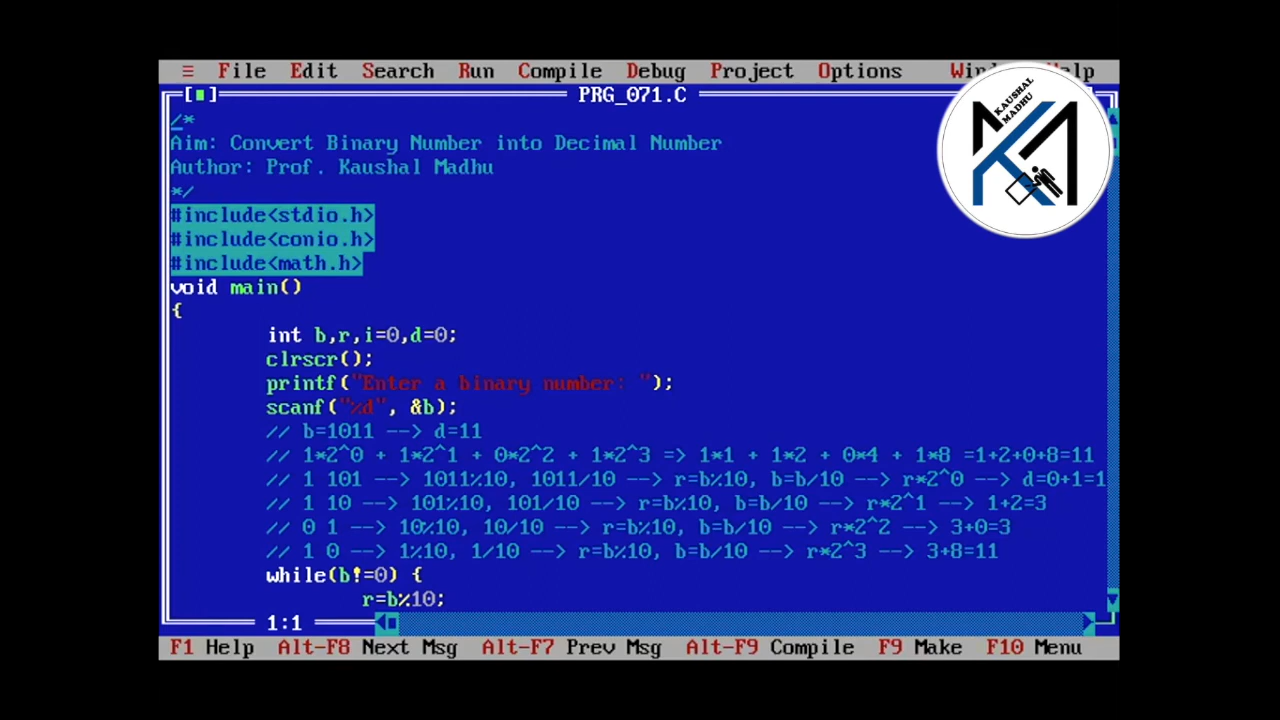 ≡ File Edit Search Run Compile Debug Project Options
[■] PRG_071.C
KAUSHAL
MADHU
/*
Aim: Convert Binary Number into Decimal Number
Author: Prof. Kaushal Madhu
*/
#include<stdio.h>
#include<conio.h>
#include<math.h>
void main()
{
int b,r,i=0,d=0;
clrscr();
printf("Enter a binary number: ");
scanf("%d", &b);
// b=1011 --> d=11
// 1*2^0 + 1*2^1 + 0*2^2 + 1*2^3 => 1*1 + 1*2 + 0*4 + 1*8 =1+2+0+8=11
// 1 101 --> 1011%10, 1011/10 --> r=b%10, b=b/10 --> r*2^0 --> d=0+1=1
// 1 10 --> 101%10, 101/10 --> r=b%10, b=b/10 --> r*2^1 --> 1+2=3
// 0 1 --> 10%10, 10/10 --> r=b%10, b=b/10 --> r*2^2 --> 3+0=3
// 1 0 --> 1%10, 1/10 --> r=b%10, b=b/10 --> r*2^3 --> 3+8=11
while(b!=0) {
r=b%10;
1:1
F1 Help Alt-F8 Next Msg Alt-F7 Prev Msg Alt-F9 Compile F9 Make F10 Menu